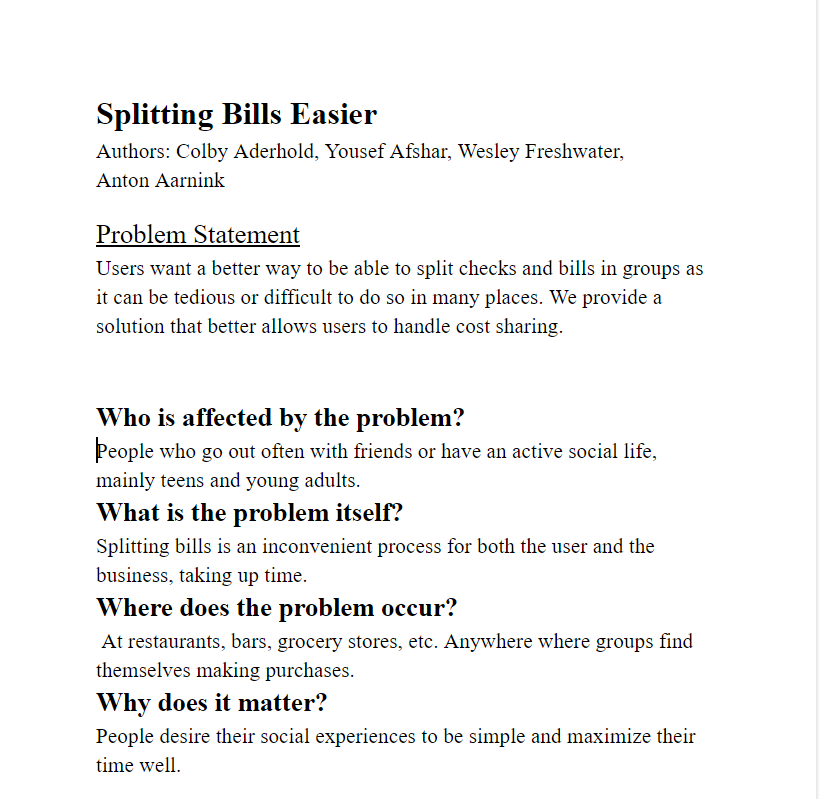 Splitting Bills Easier
Authors: Colby Aderhold, Yousef Afshar, Wesley Freshwater,
Anton Aarnink
Problem Statement
Users want a better way to be able to split checks and bills in groups as
it can be tedious or difficult to do so in many places. We provide a
solution that better allows users to handle cost sharing.
Who is affected by the problem?
People who go out often with friends or have an active social life,
mainly teens and young adults.
What is the problem itself?
Splitting bills is an inconvenient process for both the user and the
business, taking up time.
Where does the problem occur?
At restaurants, bars, grocery stores, etc. Anywhere where groups find
themselves making purchases.
Why does it matter?
People desire their social experiences to be simple and maximize their
time well.